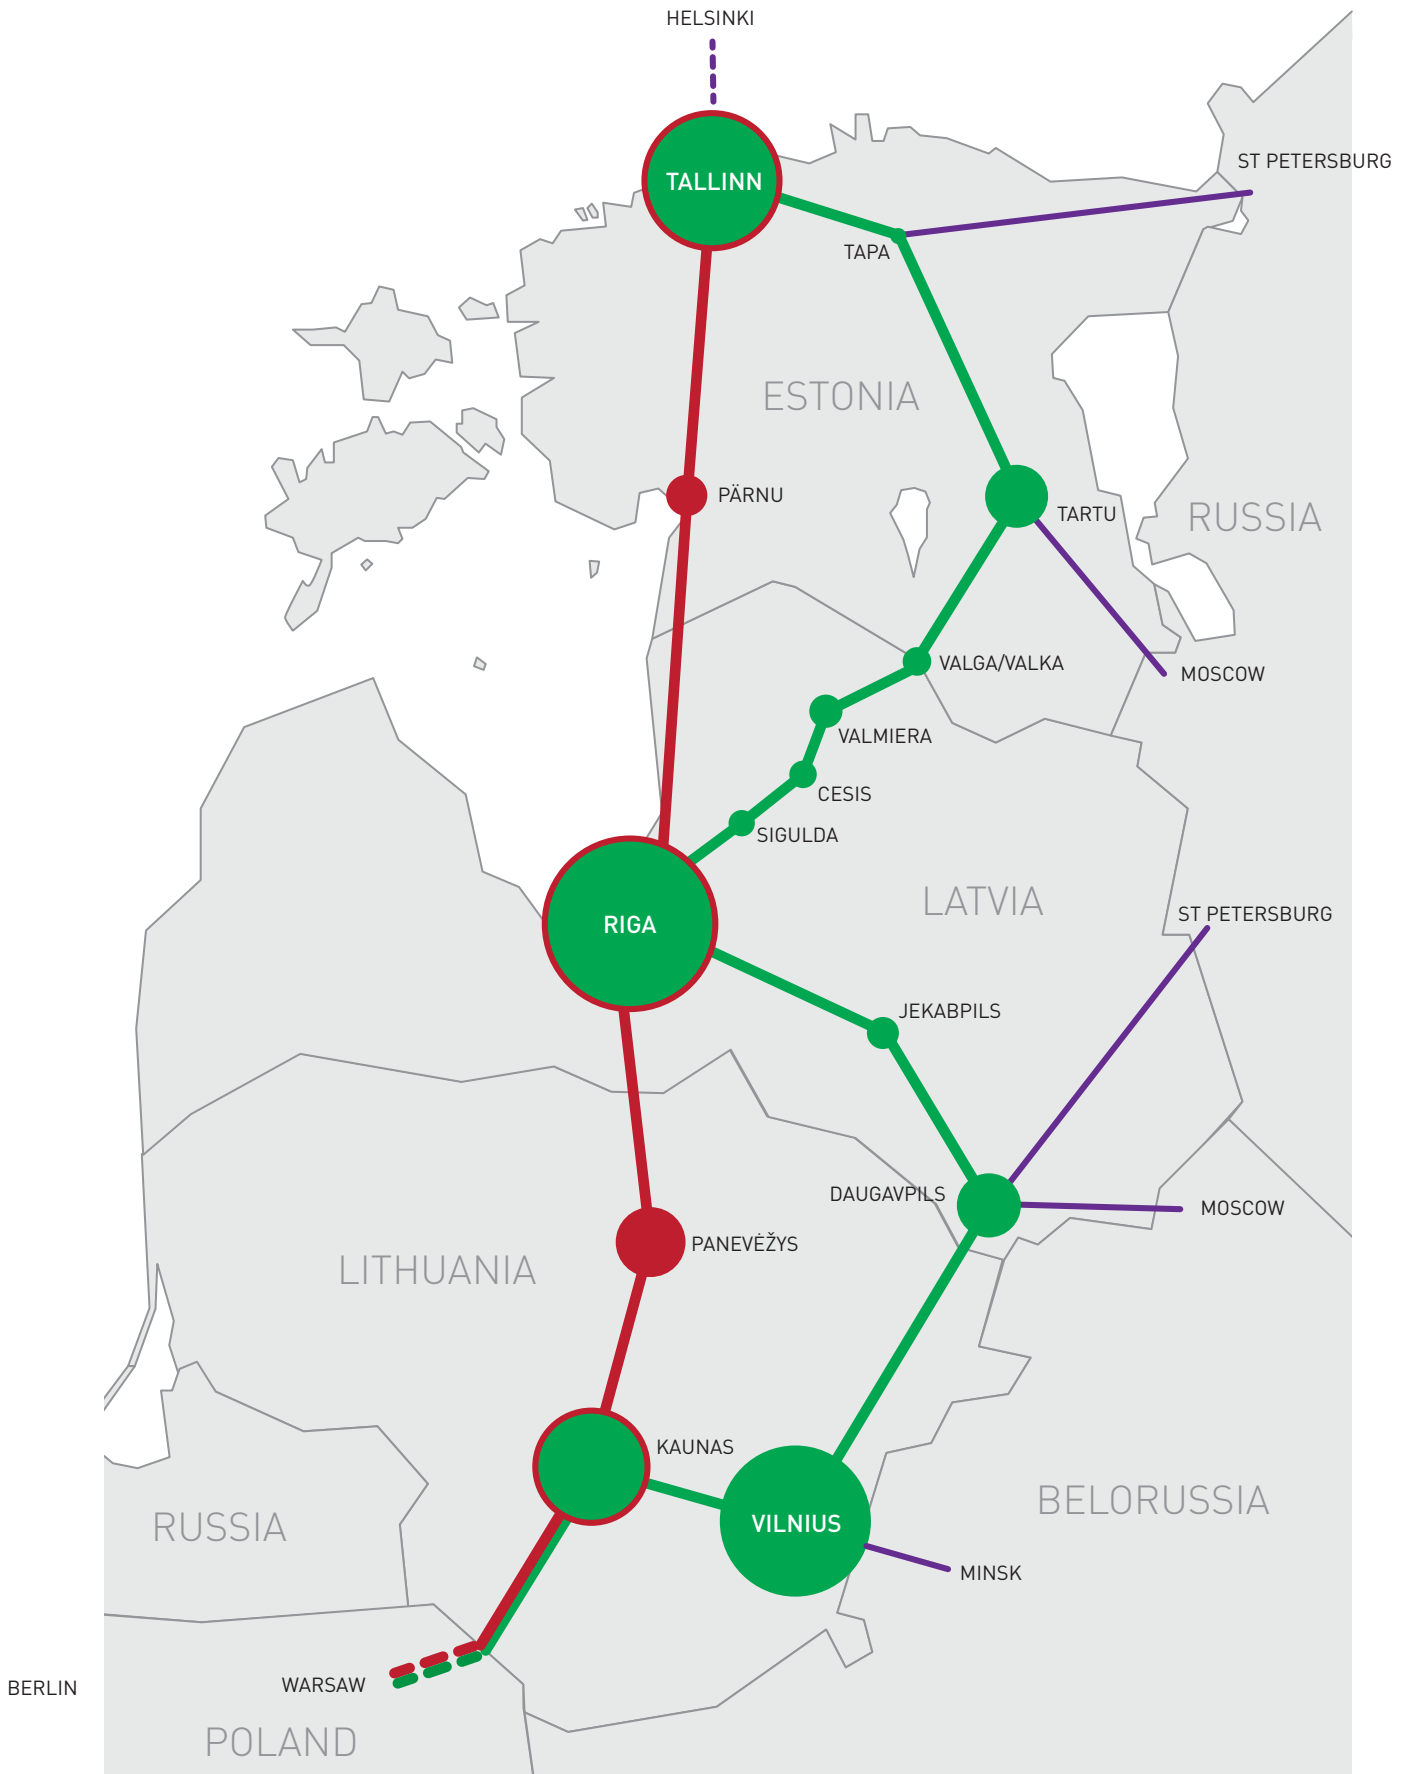 HELSINKI
ST PETERSBURG
TALLINN
TAPA
ESTONIA
PÄRNU
TARTU
RUSSIA
VALGA/VALKA
MOSCOW
VALMIERA
CESIS
SIGULDA
LATVIA
ST PETERSBURG
RIGA
JEKABPILS
DAUGAVPILS
MOSCOW
PANEVĖŽYS
LITHUANIA
KAUNAS
BELORUSSIA
RUSSIA
VILNIUS
MINSK
WARSAW
BERLIN
POLAND